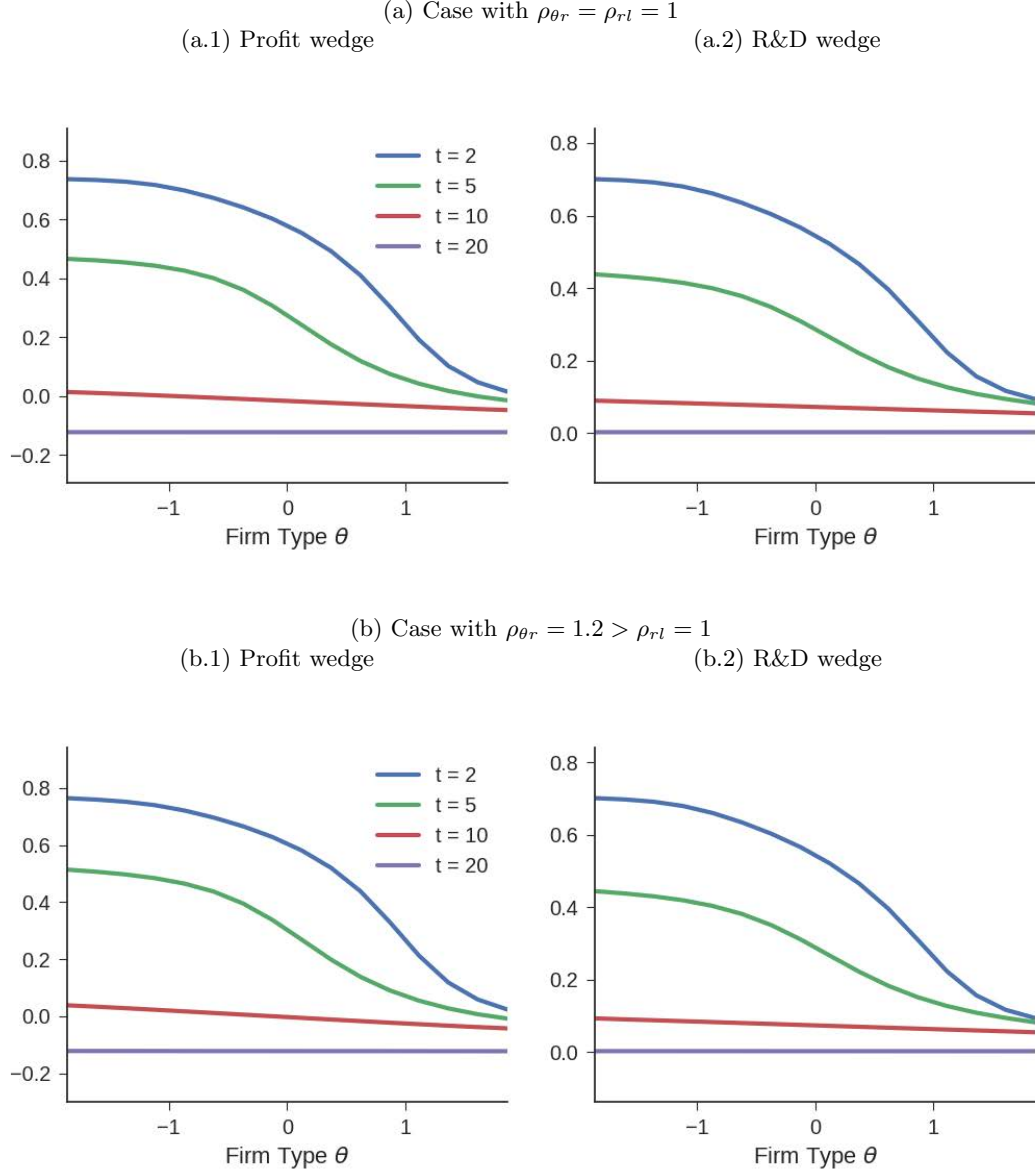 (a) Case with ρθr = ρrl = 1
(a.1) Profit wedge
(a.2) R&D wedge
0.8
0.6
0.4
0.2
0.0
−0.2
t = 2
t = 5
t = 10
t = 20
−1
0
1
Firm Type θ
0.8
0.6
0.4
0.2
0.0
−1
0
1
Firm Type θ
(b) Case with ρθr = 1.2 > ρrl = 1
(b.1) Profit wedge
(b.2) R&D wedge
0.8
0.6
0.4
0.2
0.0
−0.2
t = 2
t = 5
t = 10
t = 20
−1
0
1
Firm Type θ
0.8
0.6
0.4
0.2
0.0
−1
0
1
Firm Type θ